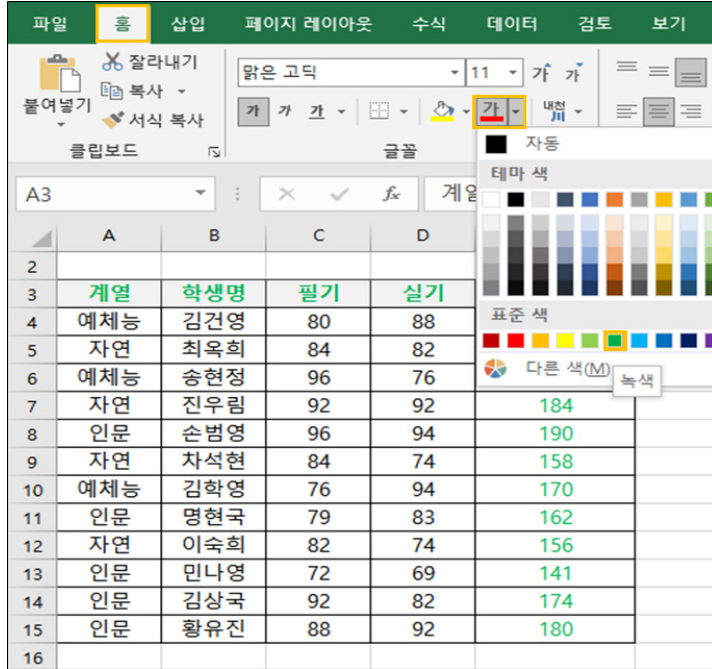 파일 홈 삽입 페이지 레이아웃 수식 데이터 검토 보기
붙여넣기
잘라내기
복사
서식 복사
클립보드
맑은 고딕 11 가 가
가 가 가 가 내천 川
글꼴
자동
테마 색
표준 색
다른 색(M)
녹색
A3 fx
A B C D
2
3 계열 학생명 필기 실기
4 예체능 김건영 80 88
5 자연 최옥희 84 82
6 예체능 송현정 96 76
7 자연 진우림 92 92 184
8 인문 손범영 96 94 190
9 자연 차석현 84 74 158
10 예체능 김학영 76 94 170
11 인문 명현국 79 83 162
12 자연 이숙희 82 74 156
13 인문 민나영 72 69 141
14 인문 김상국 92 82 174
15 인문 황유진 88 92 180
16